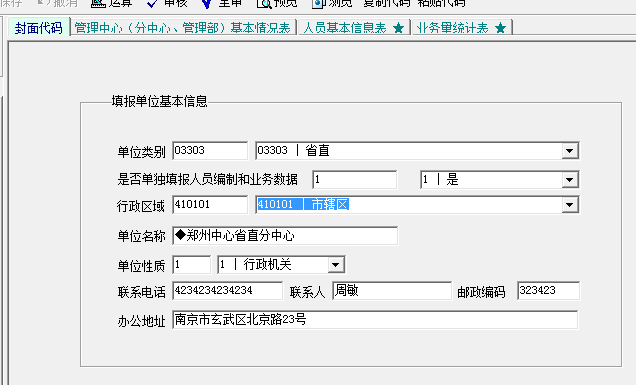 保存 撤消 运算 审核 全审 预览 浏览 复制代码 粘贴代码
封面代码 管理中心（分中心、管理部）基本情况表 人员基本信息表 ★ 业务量统计表 ★
填报单位基本信息
单位类别 03303 03303 | 省直
是否单独填报人员编制和业务数据 1 1 | 是
行政区域 410101 410101 | 市辖区
单位名称 ◆郑州中心省直分中心
单位性质 1 1 | 行政机关
联系电话 4234234234234 联系人 周敏 邮政编码 323423
办公地址 南京市玄武区北京路23号